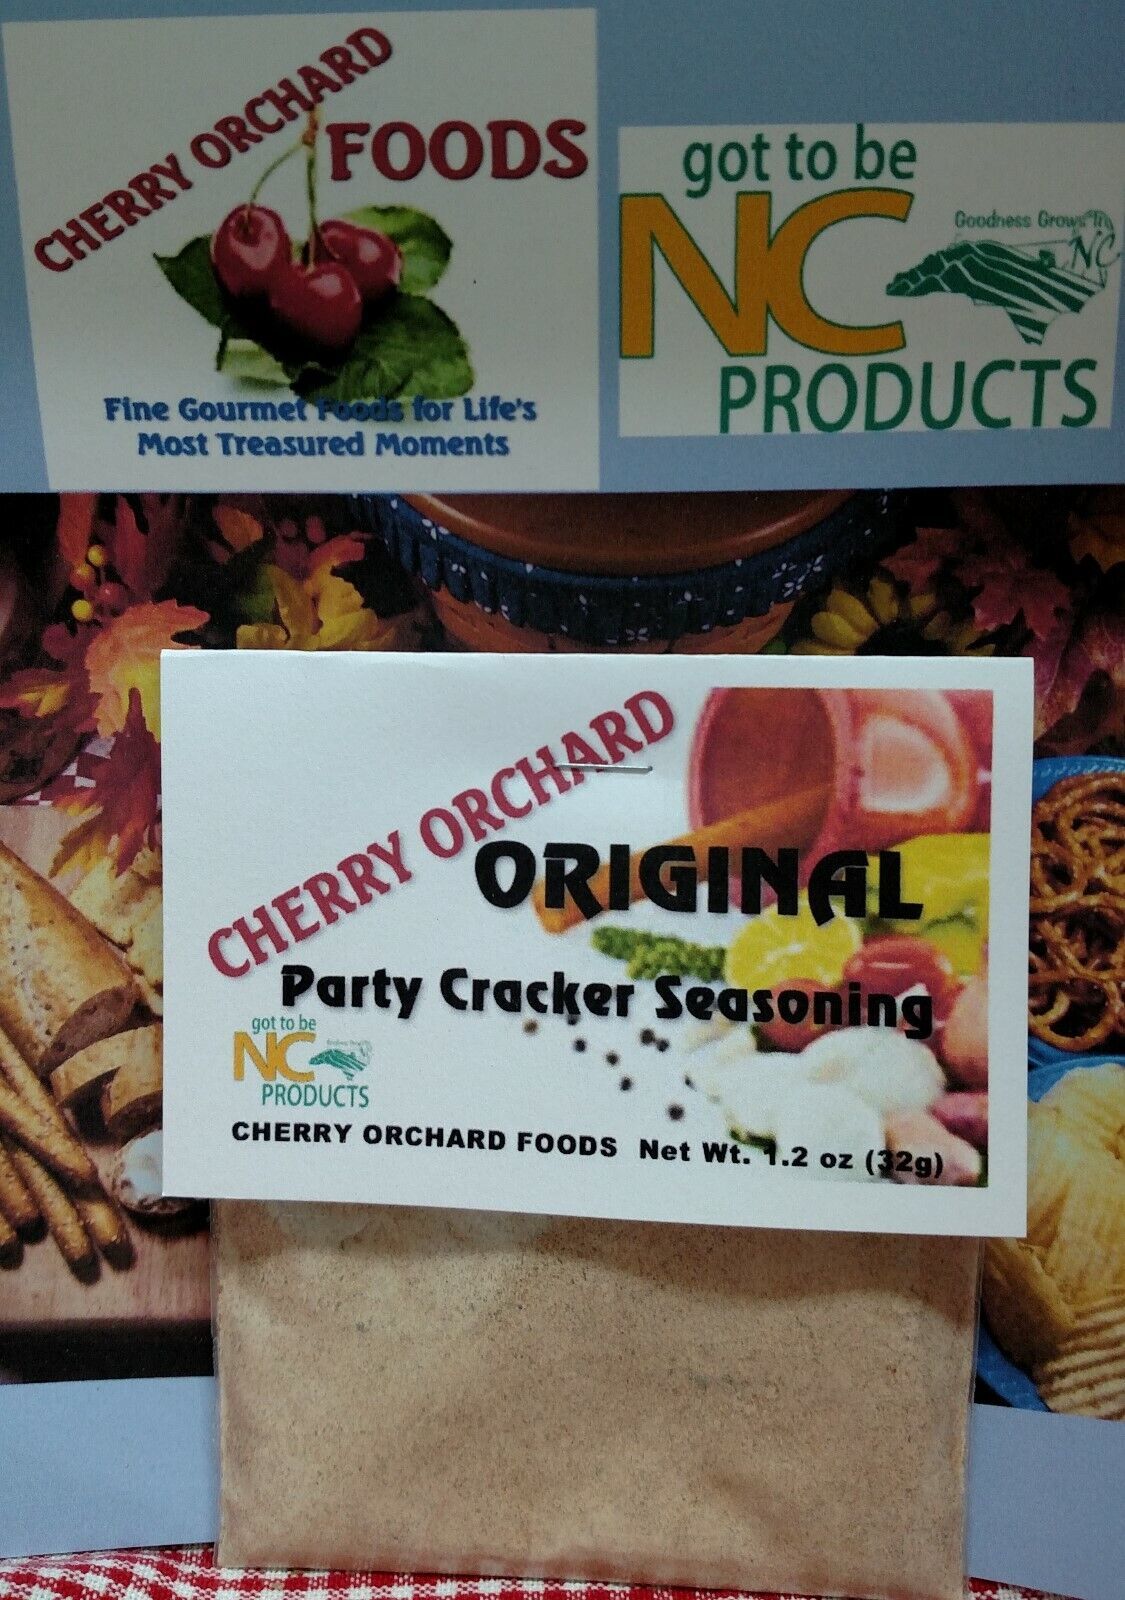 CHERRY ORCHARD
FOODS
Fine Gourmet Foods for Life's
Most Treasured Moments
got to be
NC
Goodness Grows In
NC
PRODUCTS
CHERRY ORCHARD
ORIGINAL
Party Cracker Seasoning
got to be
NC
PRODUCTS
CHERRY ORCHARD FOODS Net Wt. 1.2 oz (32g)